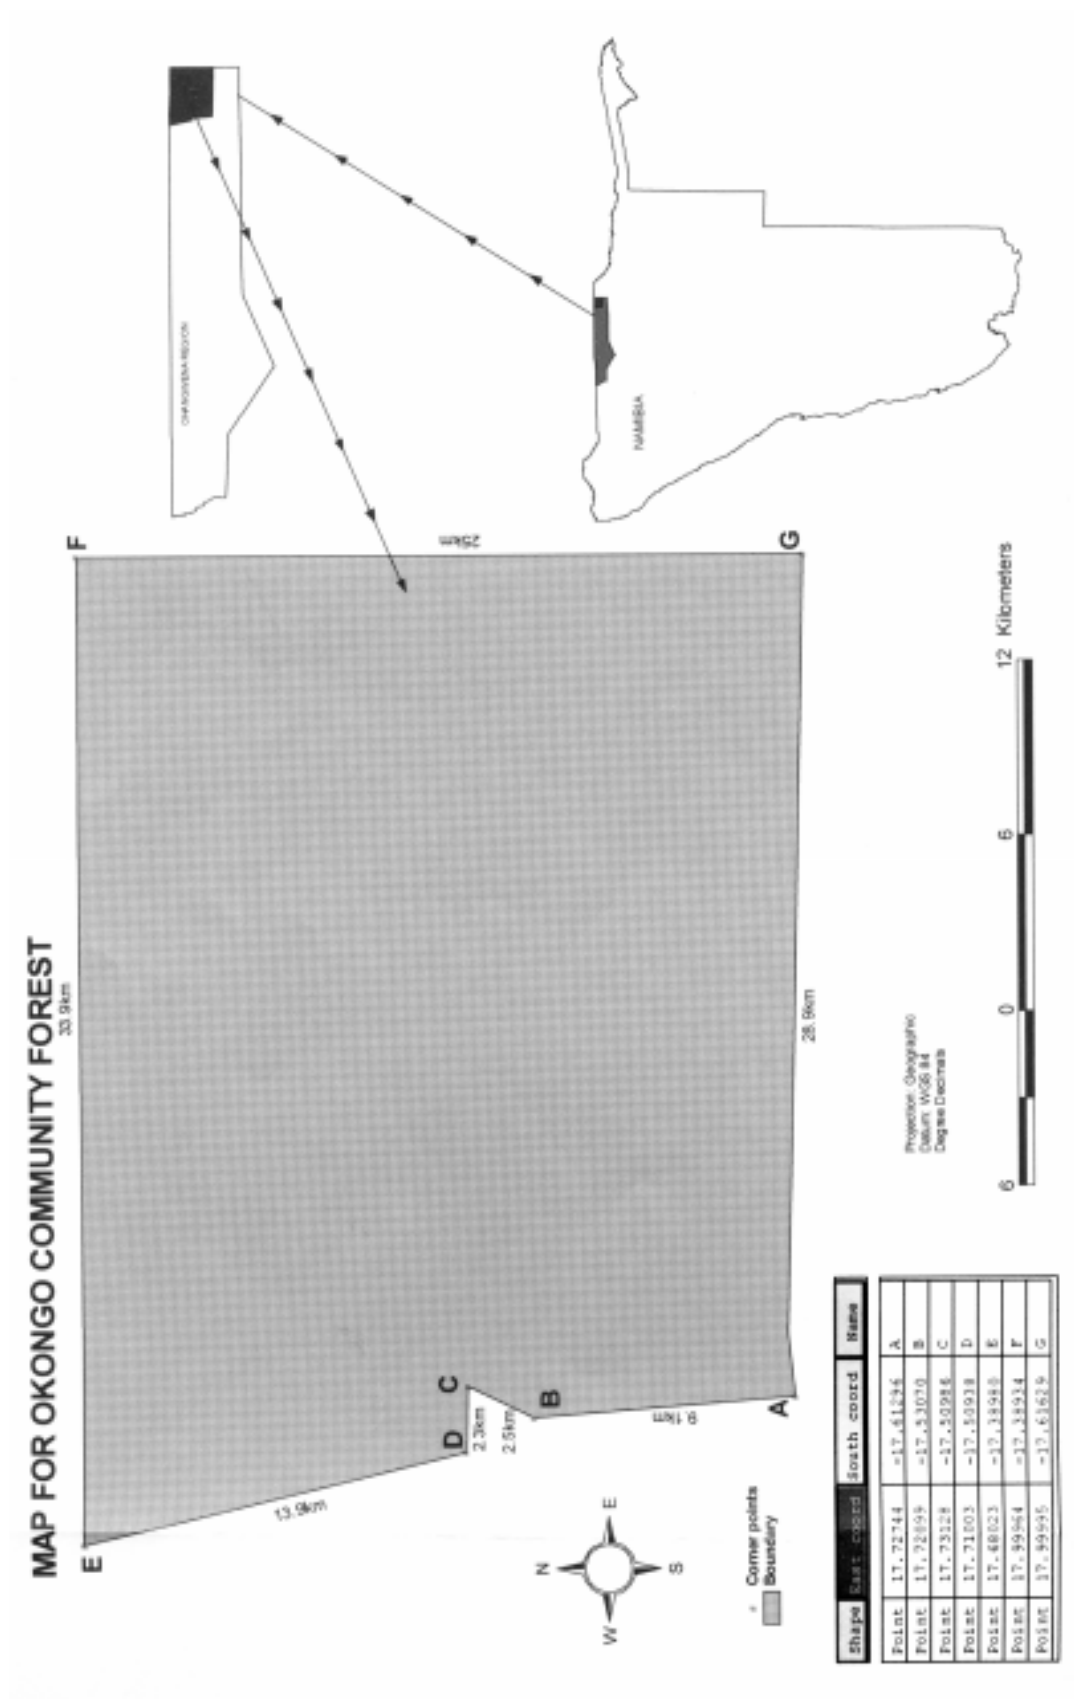 MAP FOR OKONGO COMMUNITY FOREST
33.9km
E
F
25km
G
13.9km
D
C
2.3km
2.5km
B
9.1km
A
28.9km
OHANGWENA REGION
NAMIBIA
N
W
E
S
Corner points
Boundary
Projection: Geographic
Datum: WGS 84
Degree Decimals
6 0 6 12 Kilometers
Shape East coord South coord Name
Point 17.72744 -17.61296 A
Point 17.72099 -17.53070 B
Point 17.73128 -17.50986 C
Point 17.71003 -17.50938 D
Point 17.68023 -17.38980 E
Point 17.99964 -17.38934 F
Point 17.99995 -17.61629 G